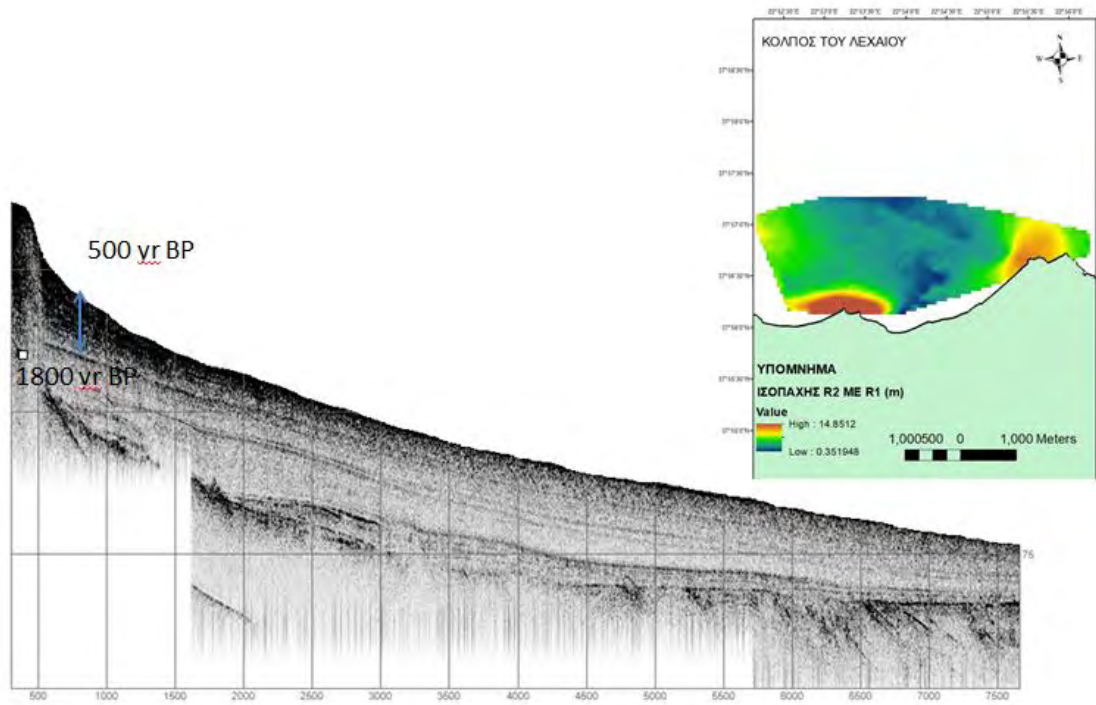 500 yr BP
1800 yr BP
75
500 1000 1500 2000 2500 3000 3500 4000 4500 5000 5500 6000 6500 7000 7500
ΚΟΛΠΟΣ ΤΟΥ ΛΕΧΑΙΟΥ
N
W E
S
ΥΠΟΜΝΗΜΑ
ΙΣΟΠΑΧΗΣ R2 ΜΕ R1 (m)
Value
High : 14.8512
Low : 0.351948
1,000500 0 1,000 Meters